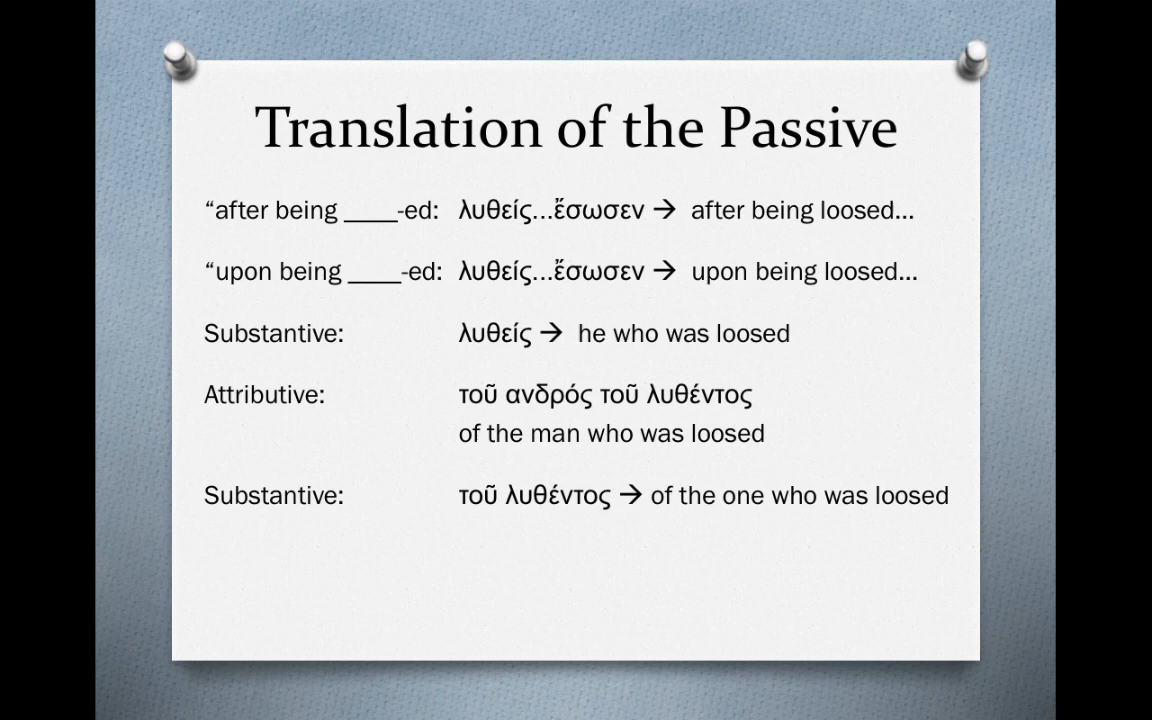 Translation of the Passive
“after being ____-ed: λυθείς...ἔσωσεν → after being loosed...
“upon being ____-ed: λυθείς...ἔσωσεν → upon being loosed...
Substantive: λυθείς → he who was loosed
Attributive: τοῦ ανδρός τοῦ λυθέντος
of the man who was loosed
Substantive: τοῦ λυθέντος → of the one who was loosed